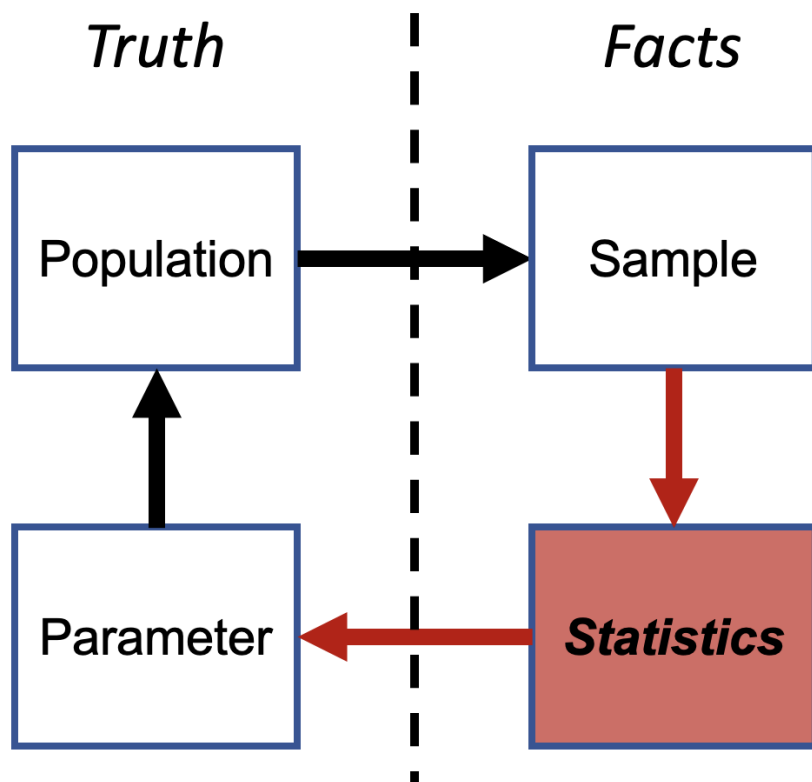 Truth
Facts
Population
Sample
Parameter
Statistics